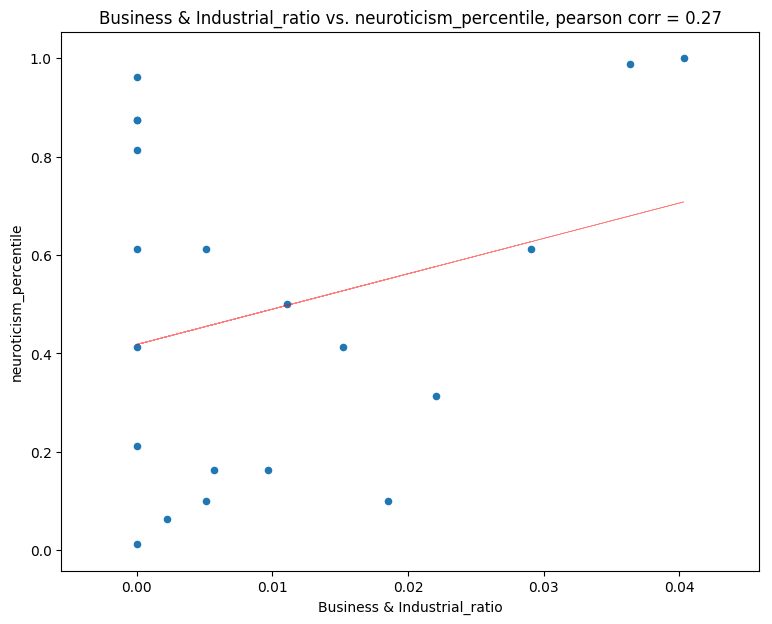 Business & Industrial_ratio vs. neuroticism_percentile, pearson corr = 0.27
1.0
0.8
0.6
0.4
0.2
0.0
neuroticism_percentile
0.00 0.01 0.02 0.03 0.04
Business & Industrial_ratio